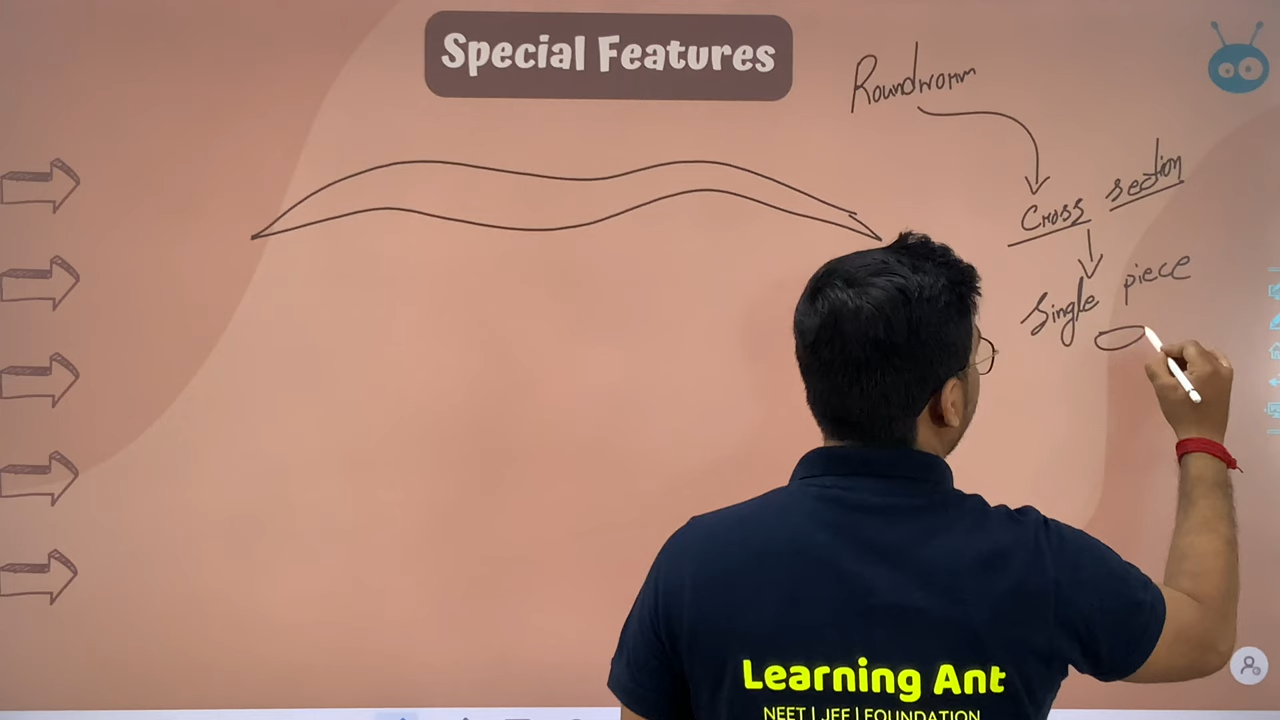 Special Features
Roundworm
Cross section
Single piece
Learning Ant
NEET | JEE | FOUNDATION